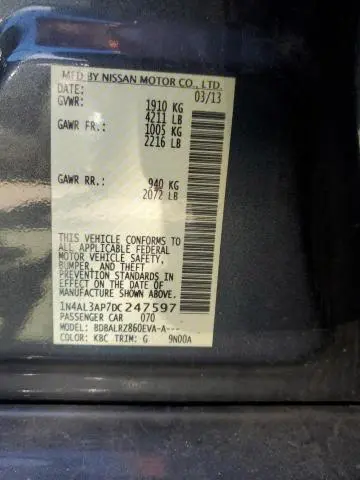 MFD BY NISSAN MOTOR CO., LTD.
03/13
GVWR: 1910 KG
4211 LB
GAWR FR.: 1005 KG
2216 LB
GAWR RR.: 940 KG
2072 LB
THIS VEHICLE CONFORMS TO
ALL APPLICABLE FEDERAL
MOTOR VEHICLE SAFETY,
BUMPER, AND THEFT
PREVENTION STANDARDS IN
EFFECT ON THE DATE OF
MANUFACTURE SHOWN ABOVE.
1N4AL3AP7DC247597
PASSENGER CAR 070
MODEL: BDBALRZ860EVA-A---
COLOR: KBC TRIM: G 9N00A